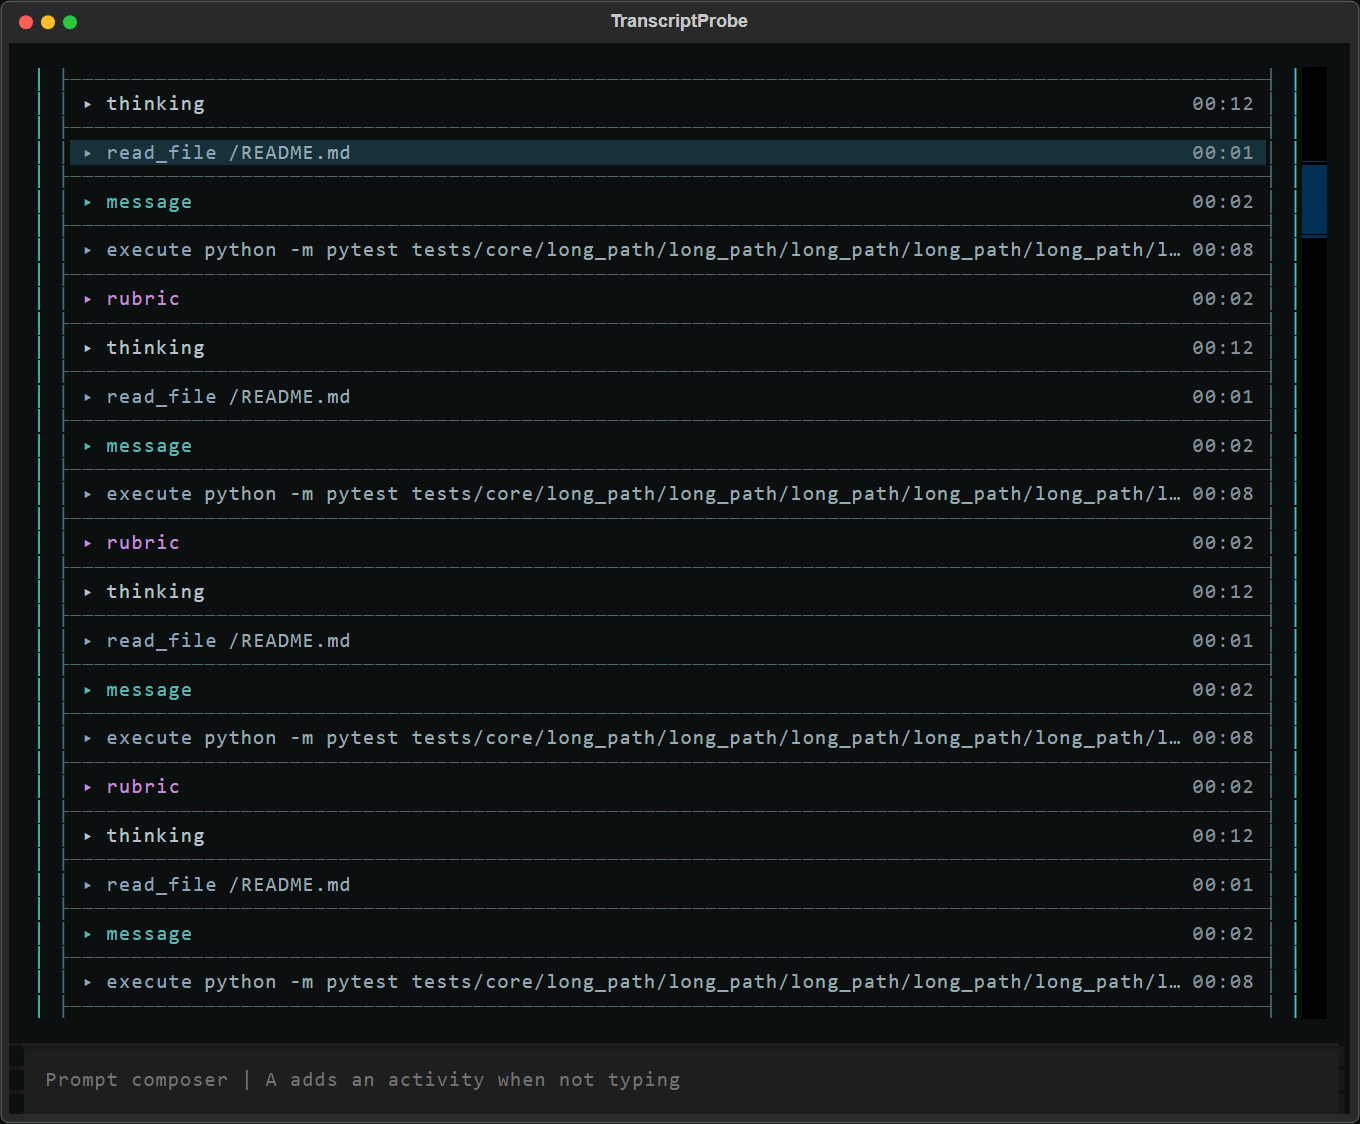 TranscriptProbe
▸ thinking 00:12
▸ read_file /README.md 00:01
▸ message 00:02
▸ execute python -m pytest tests/core/long_path/long_path/long_path/long_path/long_path/l… 00:08
▸ rubric 00:02
▸ thinking 00:12
▸ read_file /README.md 00:01
▸ message 00:02
▸ execute python -m pytest tests/core/long_path/long_path/long_path/long_path/long_path/l… 00:08
▸ rubric 00:02
▸ thinking 00:12
▸ read_file /README.md 00:01
▸ message 00:02
▸ execute python -m pytest tests/core/long_path/long_path/long_path/long_path/long_path/l… 00:08
▸ rubric 00:02
▸ thinking 00:12
▸ read_file /README.md 00:01
▸ message 00:02
▸ execute python -m pytest tests/core/long_path/long_path/long_path/long_path/long_path/l… 00:08
Prompt composer | A adds an activity when not typing